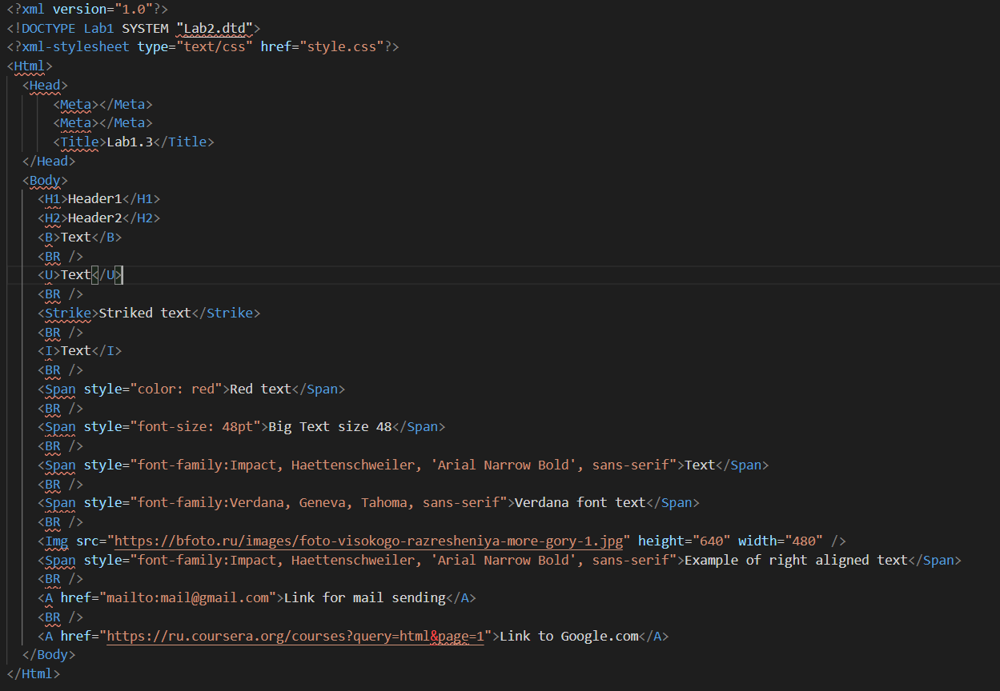 <?xml version="1.0"?>
<!DOCTYPE Lab1 SYSTEM "Lab2.dtd">
<?xml-stylesheet type="text/css" href="style.css"?>
<Html>
  <Head>
      <Meta></Meta>
      <Meta></Meta>
      <Title>Lab1.3</Title>
  </Head>
  <Body>
    <H1>Header1</H1>
    <H2>Header2</H2>
    <B>Text</B>
    <BR />
    <U>Text</U>
    <BR />
    <Strike>Striked text</Strike>
    <BR />
    <I>Text</I>
    <BR />
    <Span style="color: red">Red text</Span>
    <BR />
    <Span style="font-size: 48pt">Big Text size 48</Span>
    <BR />
    <Span style="font-family:Impact, Haettenschweiler, 'Arial Narrow Bold', sans-serif">Text</Span>
    <BR />
    <Span style="font-family:Verdana, Geneva, Tahoma, sans-serif">Verdana font text</Span>
    <BR />
    <Img src="https://bfoto.ru/images/foto-visokogo-razresheniya-more-gory-1.jpg" height="640" width="480" />
    <Span style="font-family:Impact, Haettenschweiler, 'Arial Narrow Bold', sans-serif">Example of right aligned text</Span>
    <BR />
    <A href="mailto:mail@gmail.com">Link for mail sending</A>
    <BR />
    <A href="https://ru.coursera.org/courses?query=html&page=1">Link to Google.com</A>
  </Body>
</Html>